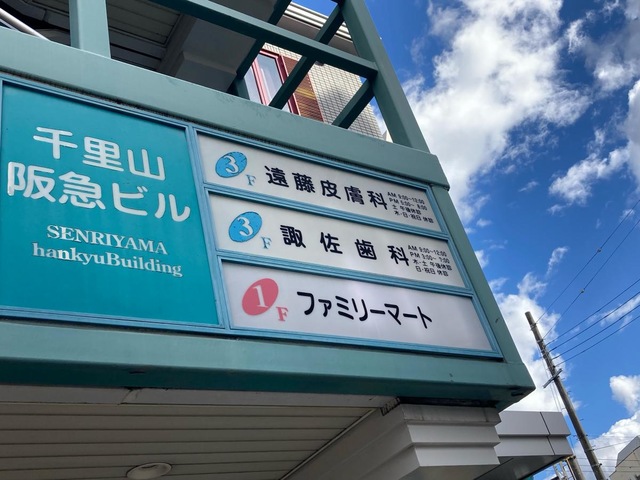 千里山
阪急ビル
SENRIYAMA
hankyuBuilding
3F 遠藤皮膚科
3F 諏佐歯科
1F ファミリーマート